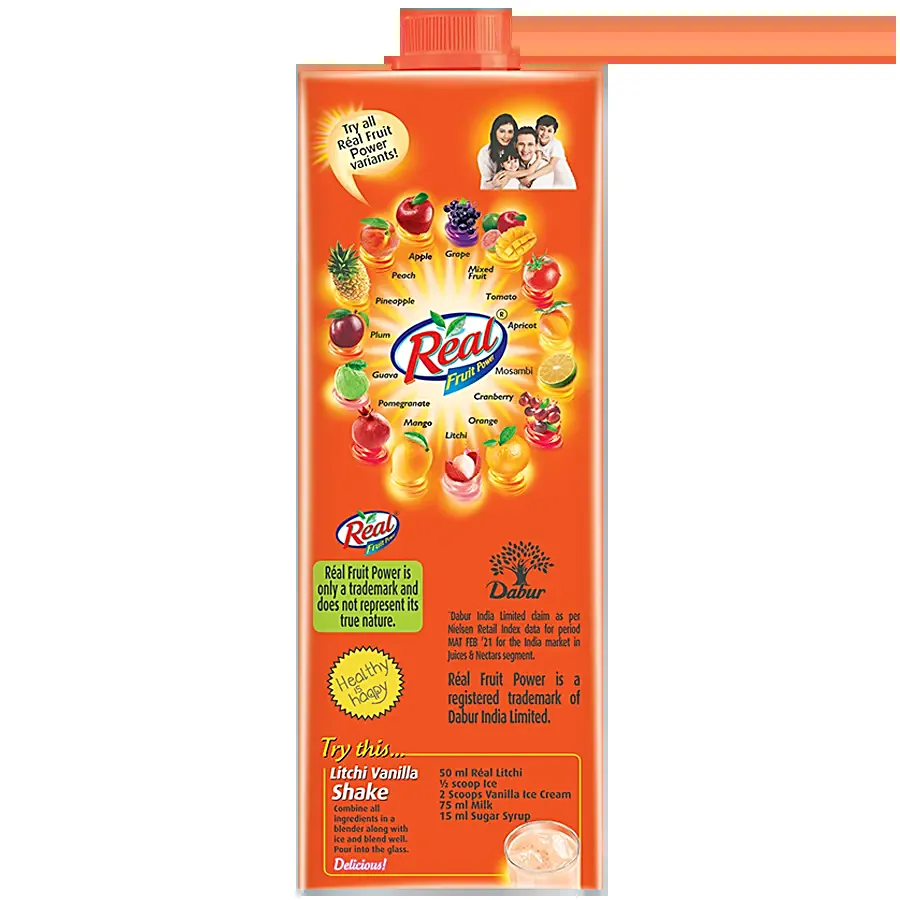 Try all
Réal Fruit
Power
variants!
Apple
Grape
Peach
Mixed
Fruit
Pineapple
Tomato
Plum
Apricot
Réal
®
Fruit Power
Guava
Mosambi
Pomegranate
Cranberry
Mango
Orange
Litchi
Réal
Fruit Power
Réal Fruit Power is
only a trademark and
does not represent its
true nature.
Healthy
is
happy
Dabur
*Dabur India Limited claim as per
Nielsen Retail Index data for period
MAT FEB '21 for the India market in
Juices & Nectars segment.
Réal Fruit Power is a
registered trademark of
Dabur India Limited.
Try this...
Litchi Vanilla
Shake
Combine all
ingredients in a
blender along with
ice and blend well.
Pour into the glass.
Delicious!
50 ml Réal Litchi
½ scoop Ice
2 Scoops Vanilla Ice Cream
75 ml Milk
15 ml Sugar Syrup